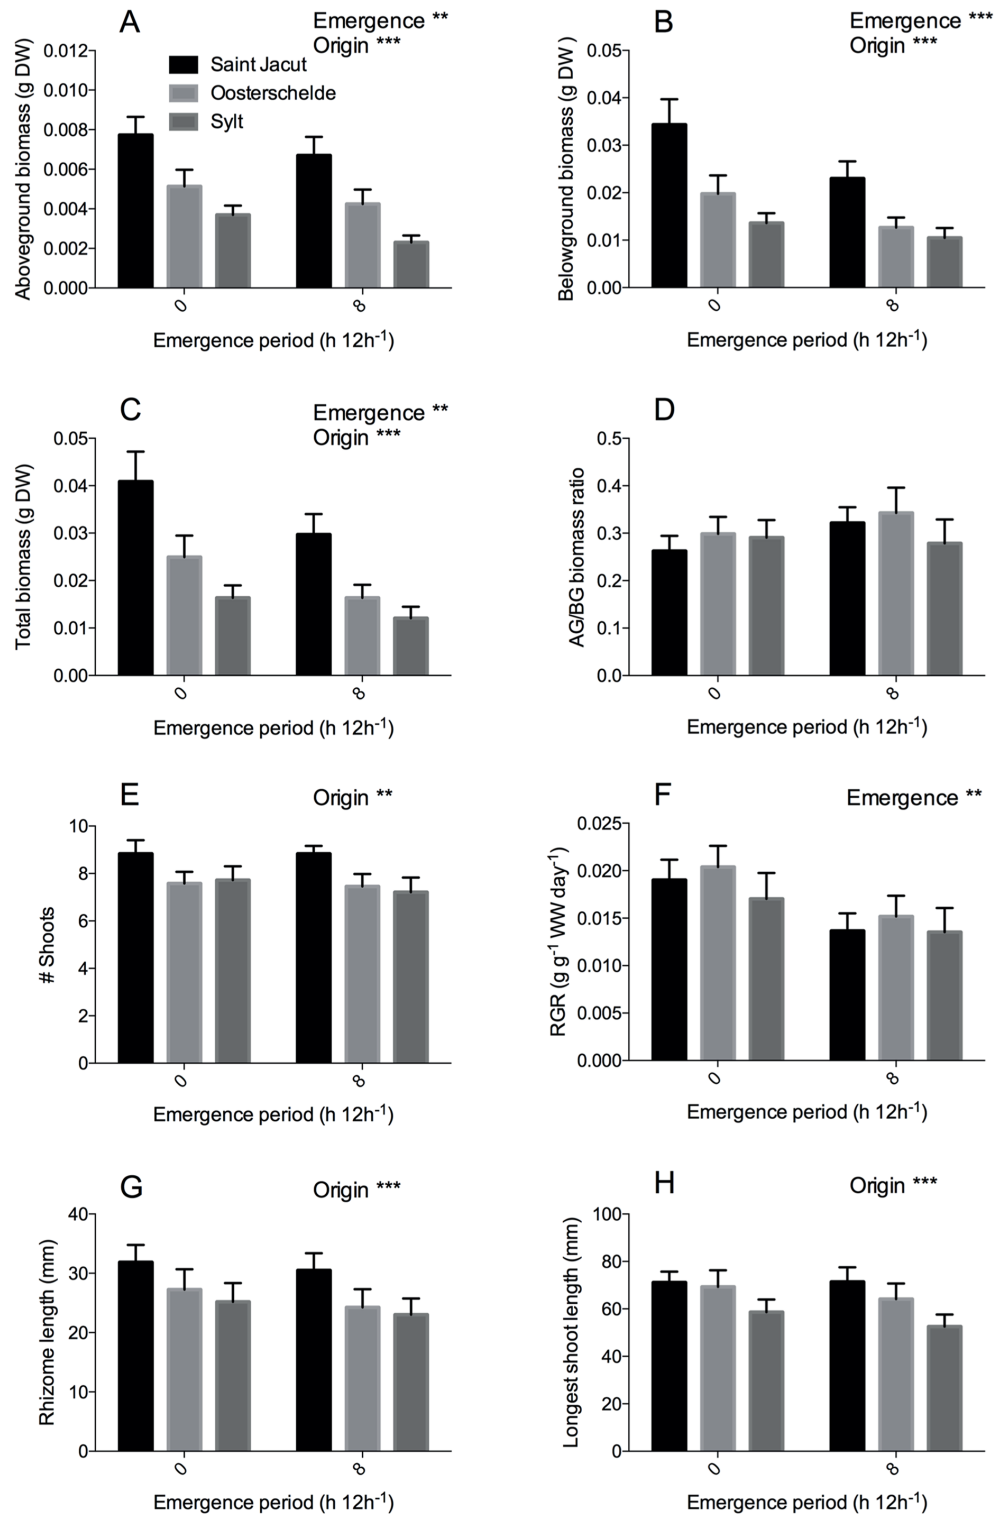 A
Emergence **
Origin ***
Saint Jacut
Oosterschelde
Sylt
Aboveground biomass (g DW)
0.012
0.010
0.008
0.006
0.004
0.002
0.000
0
8
Emergence period (h 12h⁻¹)
B
Emergence ***
Origin ***
Belowground biomass (g DW )
0.05
0.04
0.03
0.02
0.01
0.00
0
8
Emergence period (h 12h⁻¹)
C
Emergence **
Origin ***
Total biomass (g DW)
0.05
0.04
0.03
0.02
0.01
0.00
0
8
Emergence period (h 12h⁻¹)
D
AG/BG biomass ratio
0.5
0.4
0.3
0.2
0.1
0.0
0
8
Emergence period (h 12h⁻¹)
E
Origin **
# Shoots
10
8
6
4
2
0
0
8
Emergence period (h 12h⁻¹)
F
Emergence **
RGR (g g⁻¹ WW day⁻¹)
0.025
0.020
0.015
0.010
0.005
0.000
0
8
Emergence period (h 12h⁻¹)
G
Origin ***
Rhizome length (mm)
40
30
20
10
0
0
8
Emergence period (h 12h⁻¹)
H
Origin ***
Longest shoot length (mm)
100
80
60
40
20
0
0
8
Emergence period (h 12h⁻¹)